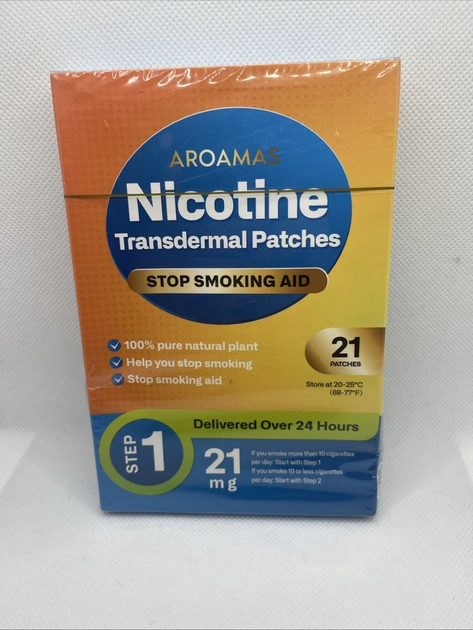 AROAMAS
Nicotine
Transdermal Patches
STOP SMOKING AID
100% pure natural plant
Help you stop smoking
Stop smoking aid
21
PATCHES
Store at 20-25°C
(68-77°F)
Delivered Over 24 Hours
STEP 1
21
mg
If you smoke more than 10 cigarettes
per day: Start with Step 1
If you smoke 10 or less cigarettes
per day: Start with Step 2